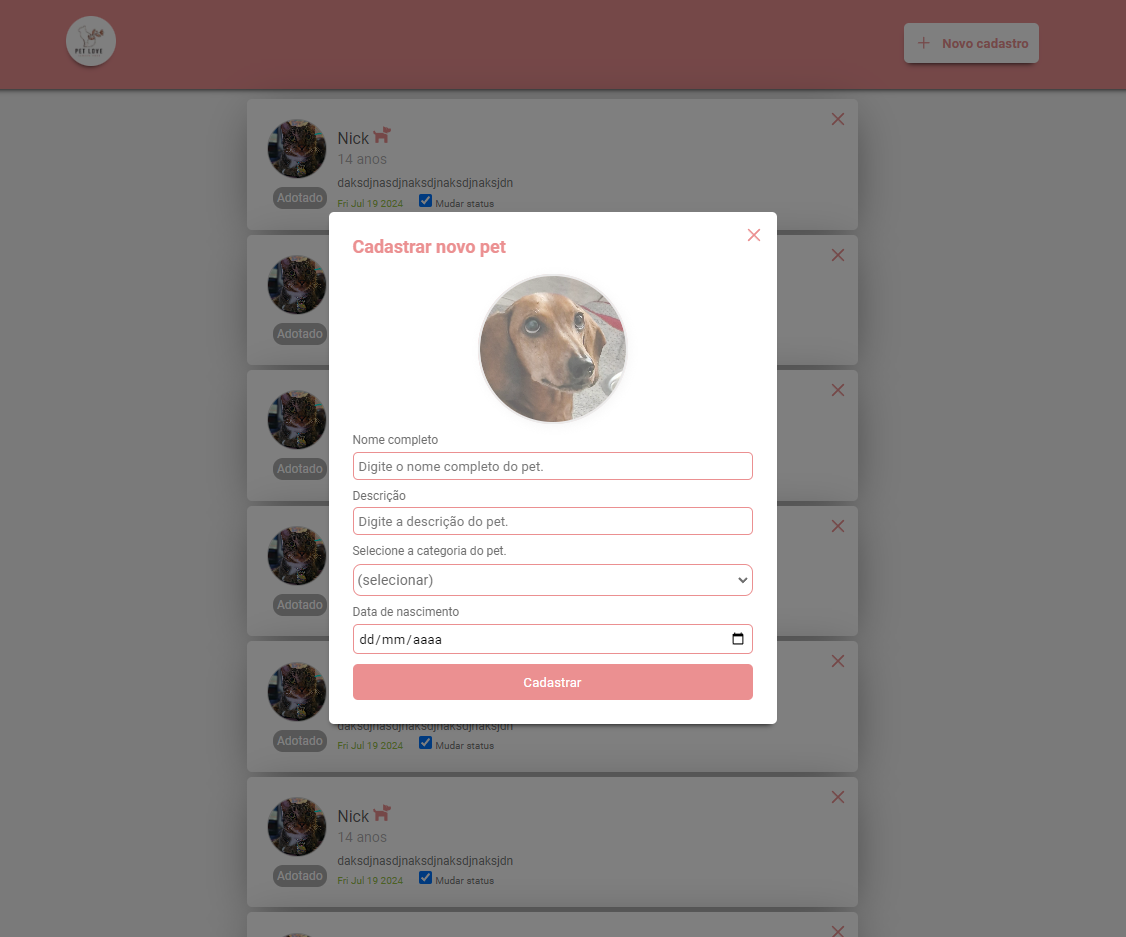 PET LOVE
Novo cadastro
Nick
14 anos
daksdjnasdjnaksdjnaksdjnaksjdn
Adotado
Fri Jul 19 2024
Mudar status
Cadastrar novo pet
Adotado
Nome completo
Digite o nome completo do pet.
Adotado
Descrição
Digite a descrição do pet.
Selecione a categoria do pet.
(selecionar)
Adotado
Data de nascimento
dd/mm/aaaa
Cadastrar
daksdjnasdjnaksdjnaksdjnaksjdn
Adotado
Fri Jul 19 2024
Mudar status
Nick
14 anos
daksdjnasdjnaksdjnaksdjnaksjdn
Adotado
Fri Jul 19 2024
Mudar status